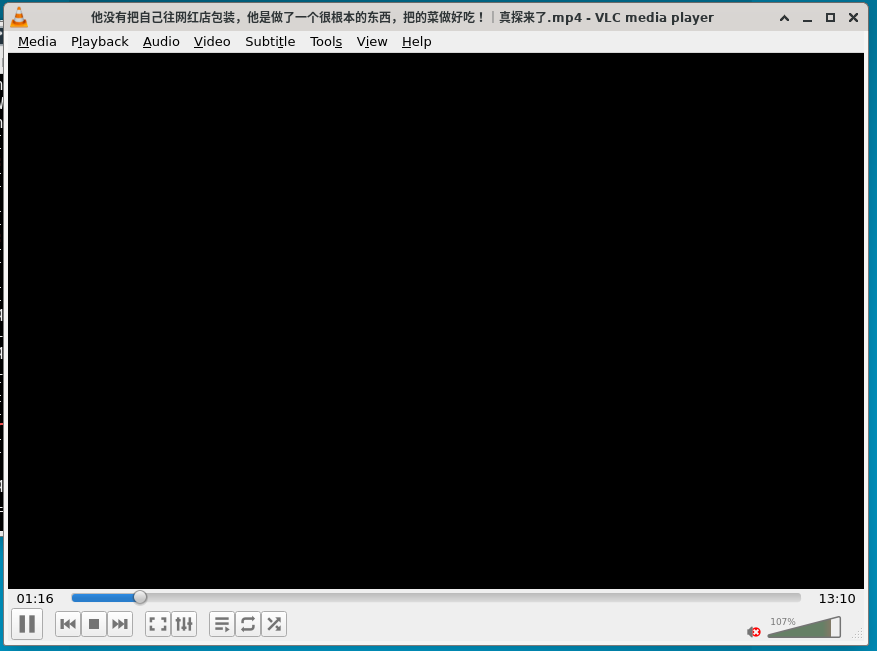 他没有把自己往网红店包装，他是做了一个很根本的东西，把的菜做好吃！｜真探来了.mp4 - VLC media player
Media Playback Audio Video Subtitle Tools View Help
01:16 13:10
107%